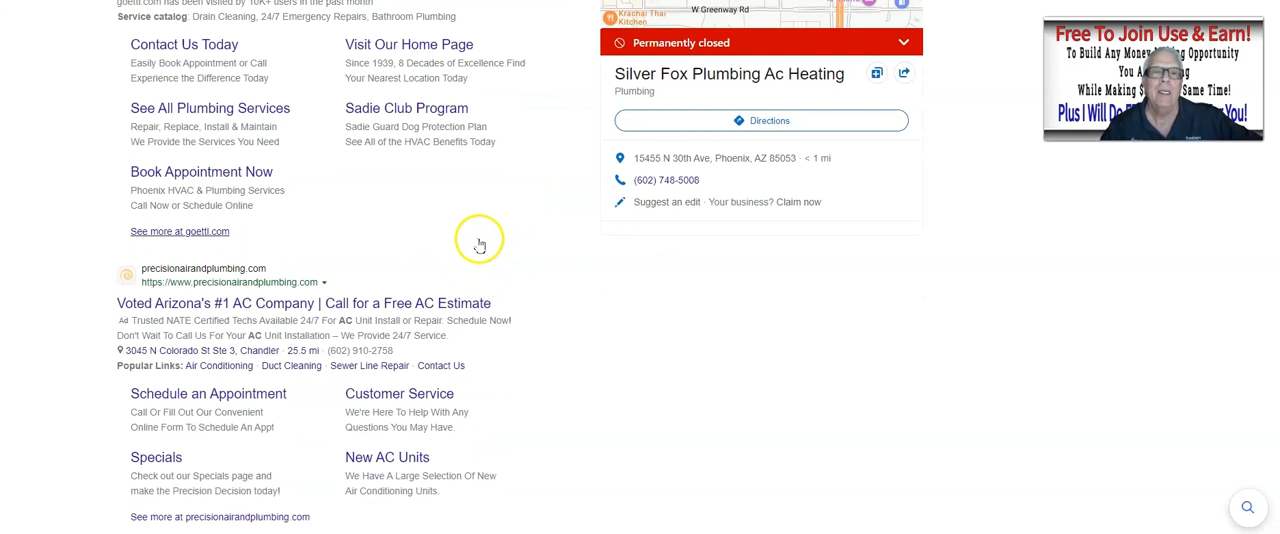 goettl.com has been visited by 10K+ users in the past month
Service catalog: Drain Cleaning, 24/7 Emergency Repairs, Bathroom Plumbing
Contact Us Today
Easily Book Appointment or Call
Experience the Difference Today
Visit Our Home Page
Since 1939, 8 Decades of Excellence Find
Your Nearest Location Today
See All Plumbing Services
Repair, Replace, Install & Maintain
We Provide the Services You Need
Sadie Club Program
Sadie Guard Dog Protection Plan
See All of the HVAC Benefits Today
Book Appointment Now
Phoenix HVAC & Plumbing Services
Call Now or Schedule Online
See more at goettl.com
precisionairandplumbing.com
https://www.precisionairandplumbing.com
Voted Arizona's #1 AC Company | Call for a Free AC Estimate
Ad Trusted NATE Certified Techs Available 24/7 For AC Unit Install or Repair. Schedule Now!
Don't Wait To Call Us For Your AC Unit Installation – We Provide 24/7 Service.
3045 N Colorado St Ste 3, Chandler · 25.5 mi · (602) 910-2758
Popular Links: Air Conditioning · Duct Cleaning · Sewer Line Repair · Contact Us
Schedule an Appointment
Call Or Fill Out Our Convenient
Online Form To Schedule An Appt
Customer Service
We're Here To Help With Any
Questions You May Have.
Specials
Check out our Specials page and
make the Precision Decision today!
New AC Units
We Have A Large Selection Of New
Air Conditioning Units.
See more at precisionairandplumbing.com
W Greenway Rd
Krachai Thai
Kitchen
Permanently closed
Silver Fox Plumbing Ac Heating
Plumbing
Directions
15455 N 30th Ave, Phoenix, AZ 85053 · < 1 mi
(602) 748-5008
Suggest an edit · Your business? Claim now
Free To Join Use & Earn!
To Build Any Money Making Opportunity
You
While Making $ Same Time!
Plus I Will Do You!